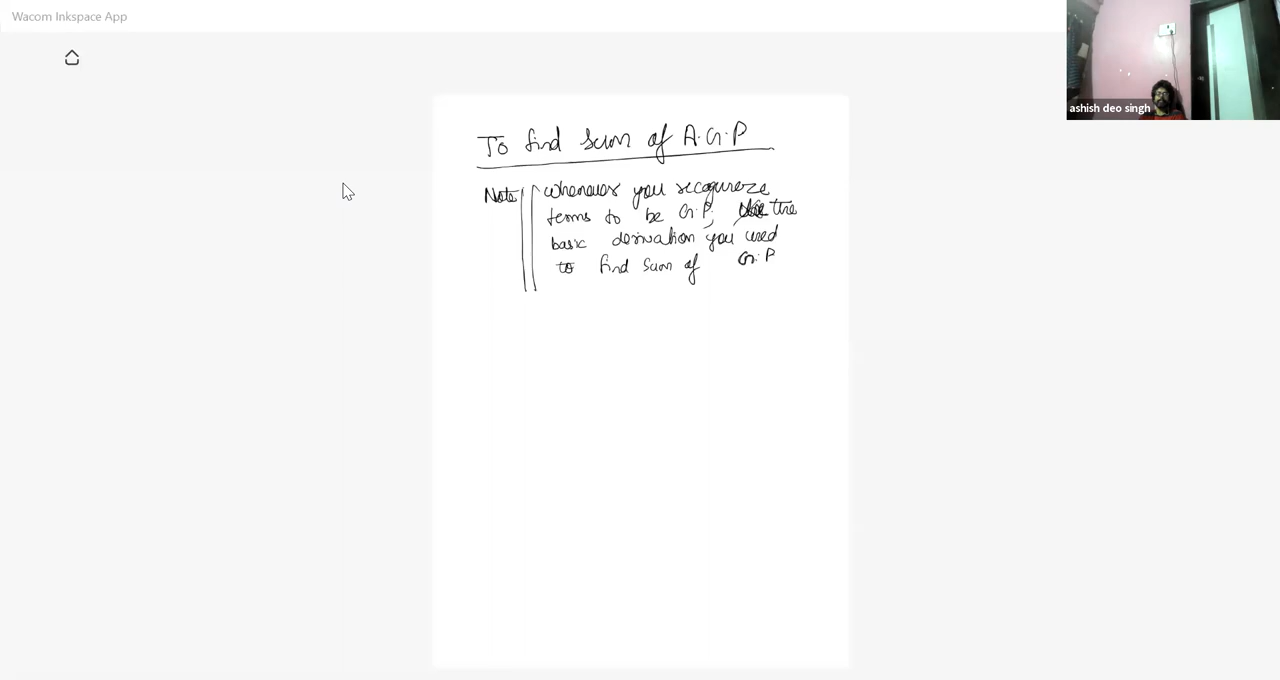 Wacom Inkspace App
ashish deo singh
To find sum of A.G.P
Note whenever you recognize
terms to be G.P, use the
basic derivation you used
to find sum of G.P